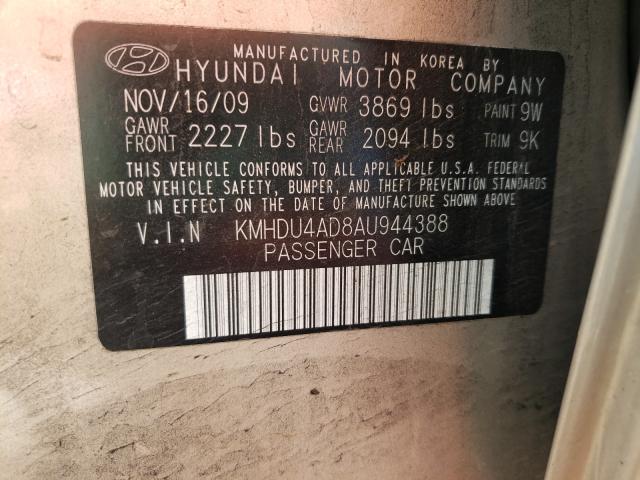 MANUFACTURED IN KOREA BY
HYUNDAI MOTOR COMPANY
NOV/16/09 GVWR 3869 lbs PAINT 9W
GAWR FRONT 2227 lbs GAWR REAR 2094 lbs TRIM 9K
THIS VEHICLE CONFORMS TO ALL APPLICABLE U.S.A. FEDERAL
MOTOR VEHICLE SAFETY, BUMPER, AND THEFT PREVENTION STANDARDS
IN EFFECT ON THE DATE OF MANUFACTURE SHOWN ABOVE
V.I.N KMHDU4AD8AU944388
PASSENGER CAR